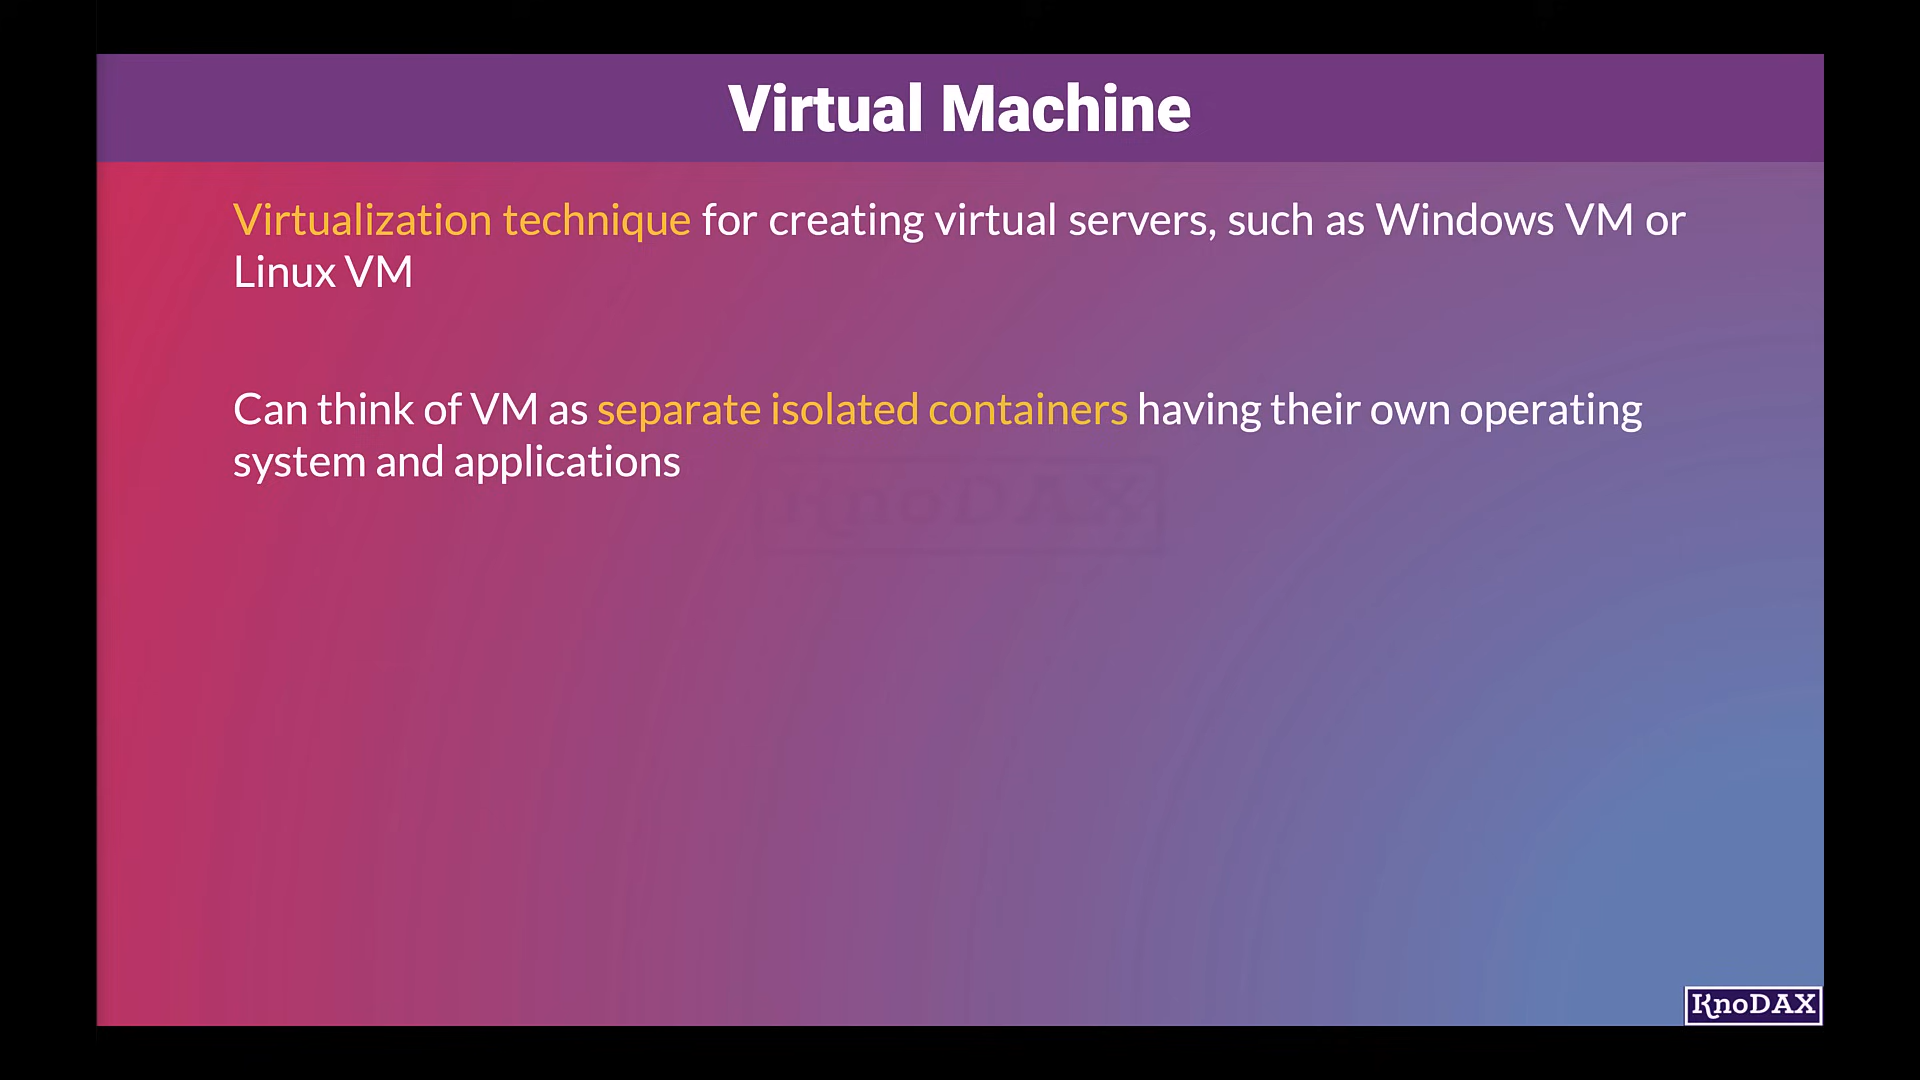 Virtual Machine
Virtualization technique for creating virtual servers, such as Windows VM or
Linux VM
Can think of VM as separate isolated containers having their own operating
system and applications
KnoDAX
KnoDAX